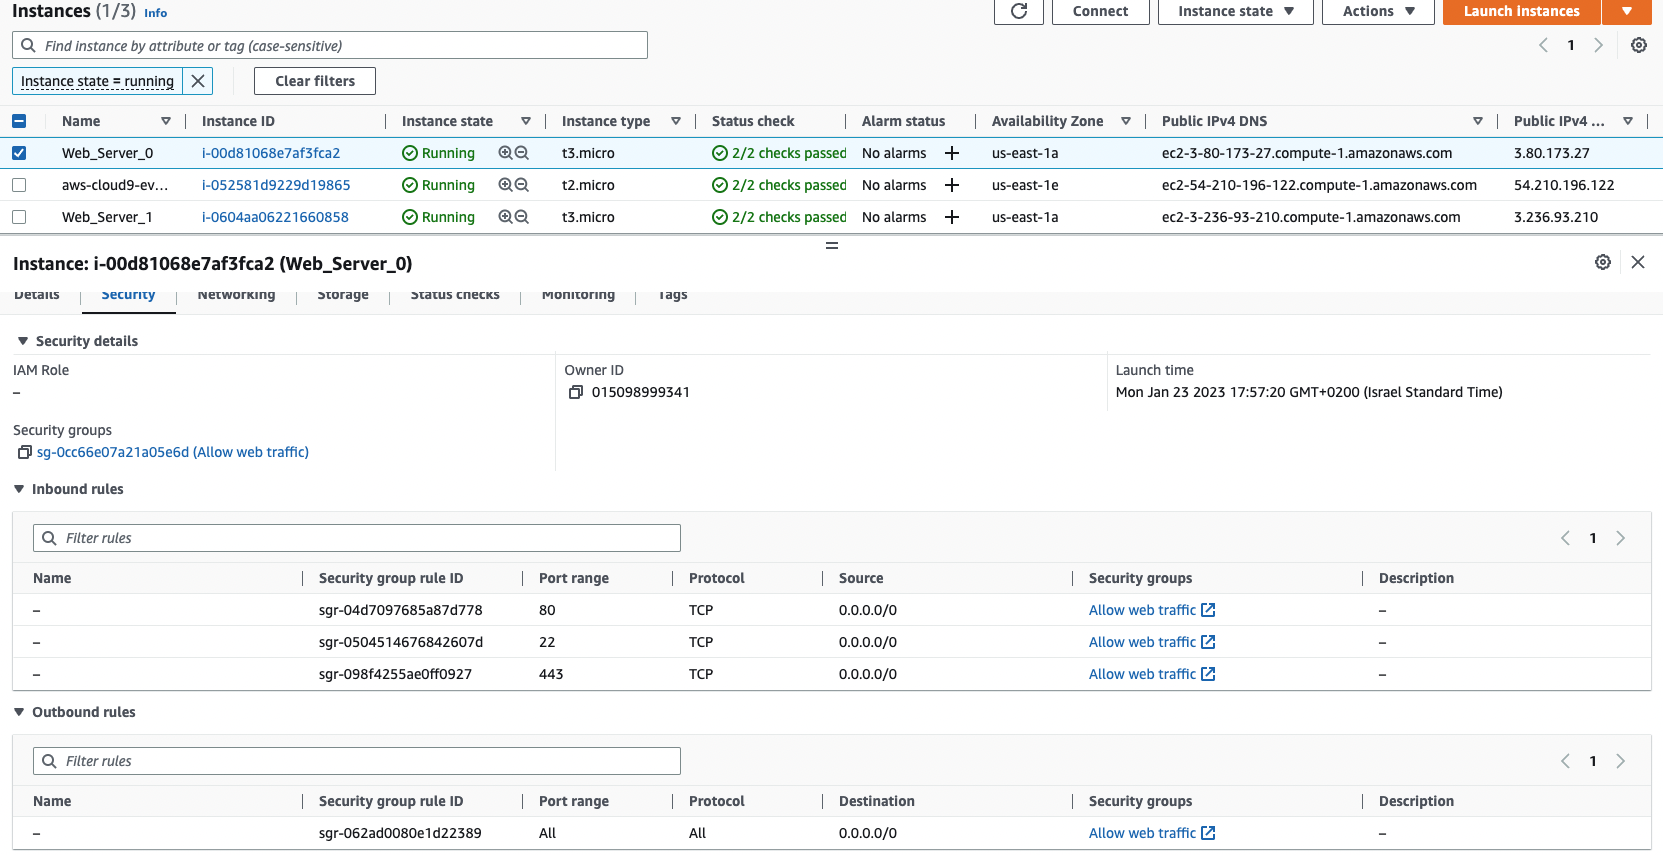 Instances (1/3) Info
Connect Instance state Actions Launch instances
Find instance by attribute or tag (case-sensitive) 1
Instance state = running Clear filters
Name Instance ID Instance state Instance type Status check Alarm status Availability Zone Public IPv4 DNS Public IPv4 ...
Web_Server_0 i-00d81068e7af3fca2 Running t3.micro 2/2 checks passed No alarms us-east-1a ec2-3-80-173-27.compute-1.amazonaws.com 3.80.173.27
aws-cloud9-ev... i-052581d9229d19865 Running t2.micro 2/2 checks passed No alarms us-east-1e ec2-54-210-196-122.compute-1.amazonaws.com 54.210.196.122
Web_Server_1 i-0604aa06221660858 Running t3.micro 2/2 checks passed No alarms us-east-1a ec2-3-236-93-210.compute-1.amazonaws.com 3.236.93.210
Instance: i-00d81068e7af3fca2 (Web_Server_0)
Details Security Networking Storage Status checks Monitoring Tags
Security details
IAM Role Owner ID Launch time
– 015098999341 Mon Jan 23 2023 17:57:20 GMT+0200 (Israel Standard Time)
Security groups
sg-0cc66e07a21a05e6d (Allow web traffic)
Inbound rules
Filter rules 1
Name Security group rule ID Port range Protocol Source Security groups Description
– sgr-04d7097685a87d778 80 TCP 0.0.0.0/0 Allow web traffic –
– sgr-0504514676842607d 22 TCP 0.0.0.0/0 Allow web traffic –
– sgr-098f4255ae0ff0927 443 TCP 0.0.0.0/0 Allow web traffic –
Outbound rules
Filter rules 1
Name Security group rule ID Port range Protocol Destination Security groups Description
– sgr-062ad0080e1d22389 All All 0.0.0.0/0 Allow web traffic –